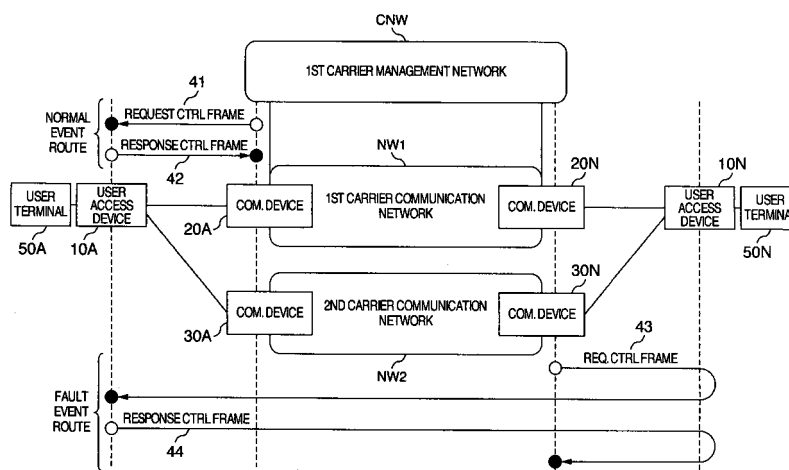 CNW
1ST CARRIER MANAGEMENT NETWORK
41
REQUEST CTRL FRAME
NORMAL
EVENT
ROUTE
RESPONSE CTRL FRAME
42
NW1
20N
10N
USER
TERMINAL
USER
ACCESS
DEVICE
COM. DEVICE
1ST CARRIER COMMUNICATION
NETWORK
COM. DEVICE
USER
ACCESS
DEVICE
USER
TERMINAL
50A
10A
20A
50N
30N
COM. DEVICE
2ND CARRIER COMMUNICATION
NETWORK
COM. DEVICE
30A
43
NW2
REQ. CTRL FRAME
FAULT
EVENT
ROUTE
RESPONSE CTRL FRAME
44